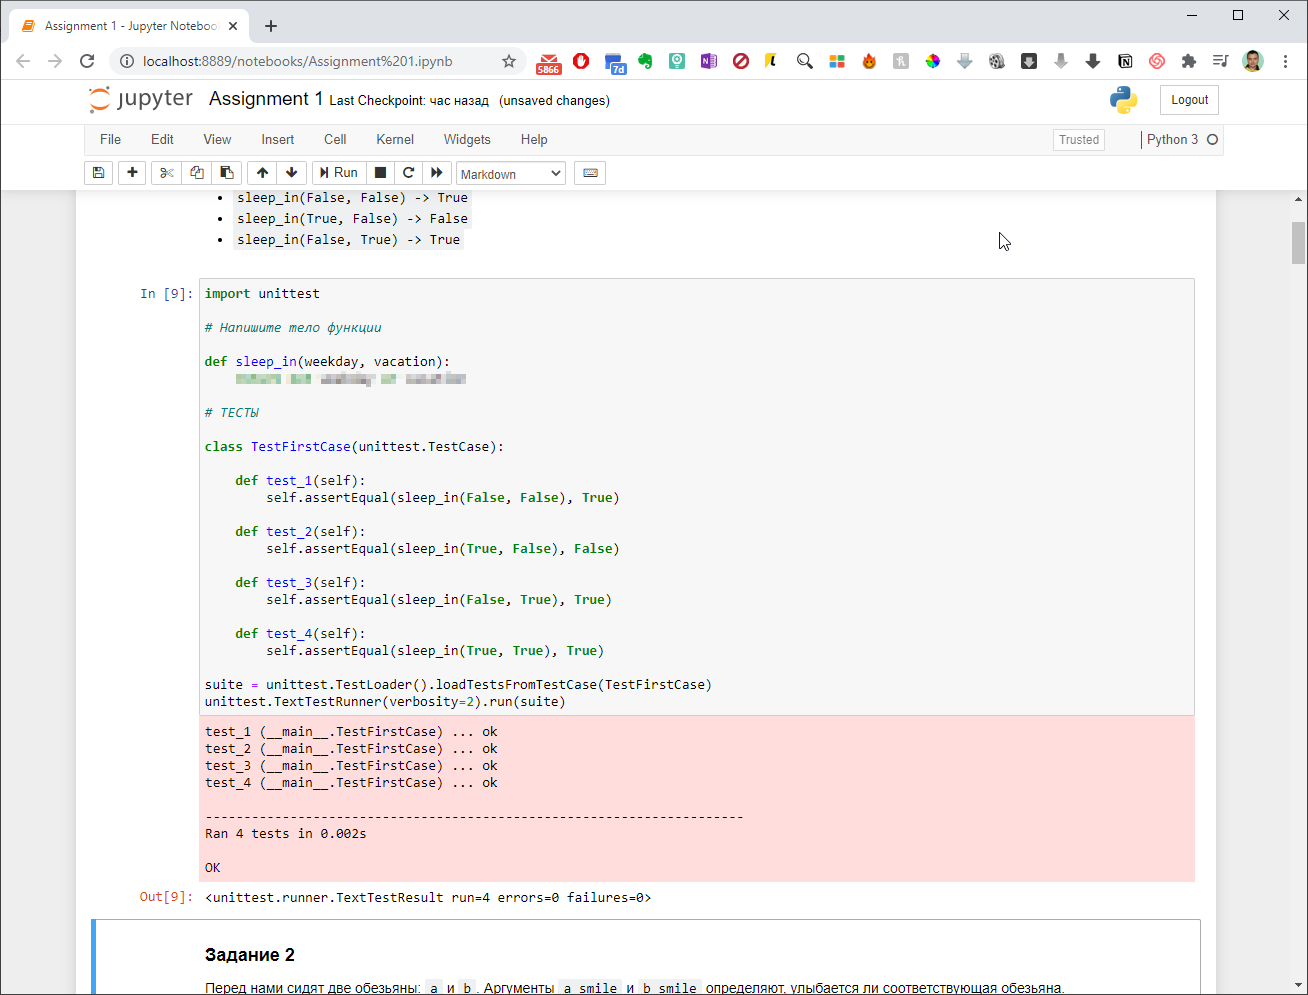 Assignment 1 - Jupyter Noteboo
localhost:8889/notebooks/Assignment%201.ipynb
5866
7d
jupyter Assignment 1 Last Checkpoint: час назад (unsaved changes)
Logout
File Edit View Insert Cell Kernel Widgets Help
Trusted
Python 3
Run
Markdown
sleep_in(False, False) -> True
sleep_in(True, False) -> False
sleep_in(False, True) -> True
In [9]:
import unittest
# Напишите тело функции
def sleep_in(weekday, vacation):
# ТЕСТЫ
class TestFirstCase(unittest.TestCase):
def test_1(self):
self.assertEqual(sleep_in(False, False), True)
def test_2(self):
self.assertEqual(sleep_in(True, False), False)
def test_3(self):
self.assertEqual(sleep_in(False, True), True)
def test_4(self):
self.assertEqual(sleep_in(True, True), True)
suite = unittest.TestLoader().loadTestsFromTestCase(TestFirstCase)
unittest.TextTestRunner(verbosity=2).run(suite)
test_1 (__main__.TestFirstCase) ... ok
test_2 (__main__.TestFirstCase) ... ok
test_3 (__main__.TestFirstCase) ... ok
test_4 (__main__.TestFirstCase) ... ok
----------------------------------------------------------------------
Ran 4 tests in 0.002s
OK
Out[9]: <unittest.runner.TextTestResult run=4 errors=0 failures=0>
Задание 2
Перед нами сидят две обезьяны: a и b . Аргументы a_smile и b_smile определяют, улыбается ли соответствующая обезьяна.